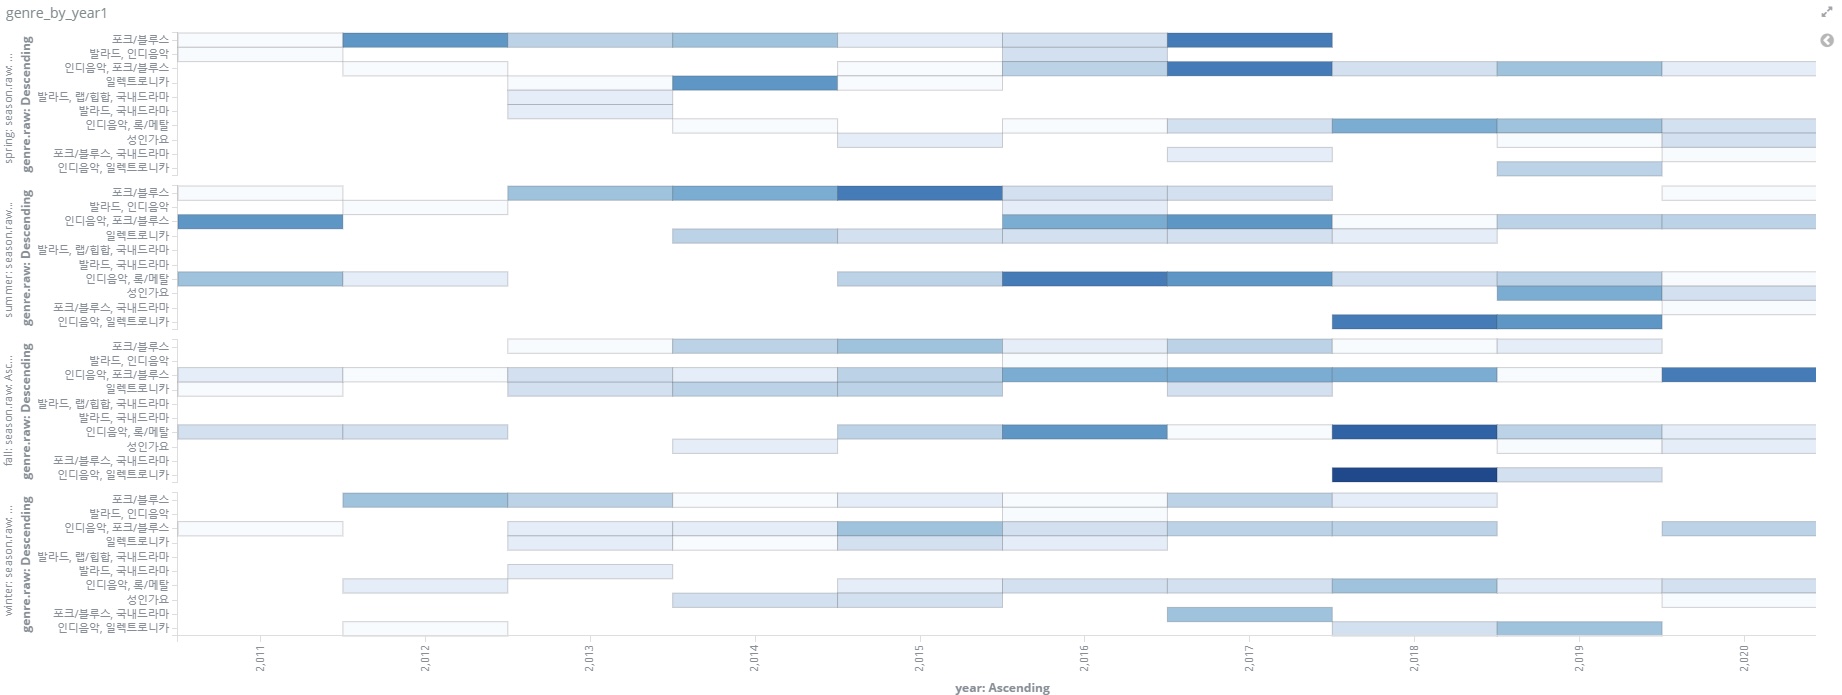 genre_by_year1
spring: season.raw: ...
genre.raw: Descending
포크/블루스
발라드, 인디음악
인디음악, 포크/블루스
일렉트로니카
발라드, 랩/힙합, 국내드라마
발라드, 국내드라마
인디음악, 록/메탈
성인가요
포크/블루스, 국내드라마
인디음악, 일렉트로니카
summer: season.raw...
genre.raw: Descending
포크/블루스
발라드, 인디음악
인디음악, 포크/블루스
일렉트로니카
발라드, 랩/힙합, 국내드라마
발라드, 국내드라마
인디음악, 록/메탈
성인가요
포크/블루스, 국내드라마
인디음악, 일렉트로니카
fall: season.raw: Asc...
genre.raw: Descending
포크/블루스
발라드, 인디음악
인디음악, 포크/블루스
일렉트로니카
발라드, 랩/힙합, 국내드라마
발라드, 국내드라마
인디음악, 록/메탈
성인가요
포크/블루스, 국내드라마
인디음악, 일렉트로니카
winter: season.raw: ...
genre.raw: Descending
포크/블루스
발라드, 인디음악
인디음악, 포크/블루스
일렉트로니카
발라드, 랩/힙합, 국내드라마
발라드, 국내드라마
인디음악, 록/메탈
성인가요
포크/블루스, 국내드라마
인디음악, 일렉트로니카
2,011
2,012
2,013
2,014
2,015
2,016
2,017
2,018
2,019
2,020
year: Ascending